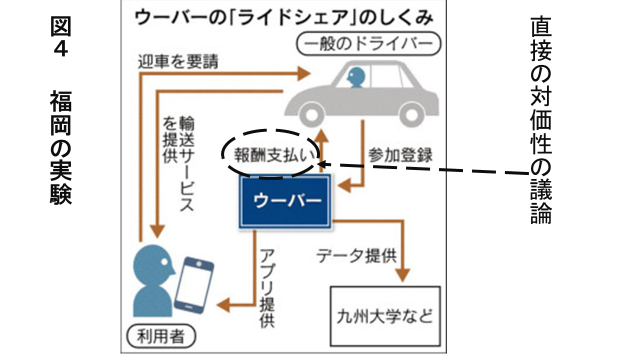 図４　福岡の実験
ウーバーの「ライドシェア」のしくみ
一般のドライバー
迎車を要請
輸送サービス
を提供
報酬支払い
参加登録
ウーバー
アプリ提供
データ提供
九州大学など
利用者
直接の対価性の議論